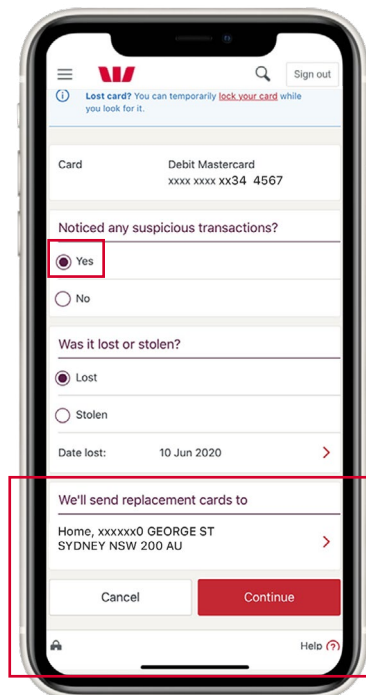 Sign out
Lost card? You can temporarily lock your card while
you look for it.
Card
Debit Mastercard
xxxx xxxx xx34 4567
Noticed any suspicious transactions?
Yes
No
Was it lost or stolen?
Lost
Stolen
Date lost: 10 Jun 2020
We'll send replacement cards to
Home, xxxxxx0 GEORGE ST
SYDNEY NSW 200 AU
Cancel
Continue
Help